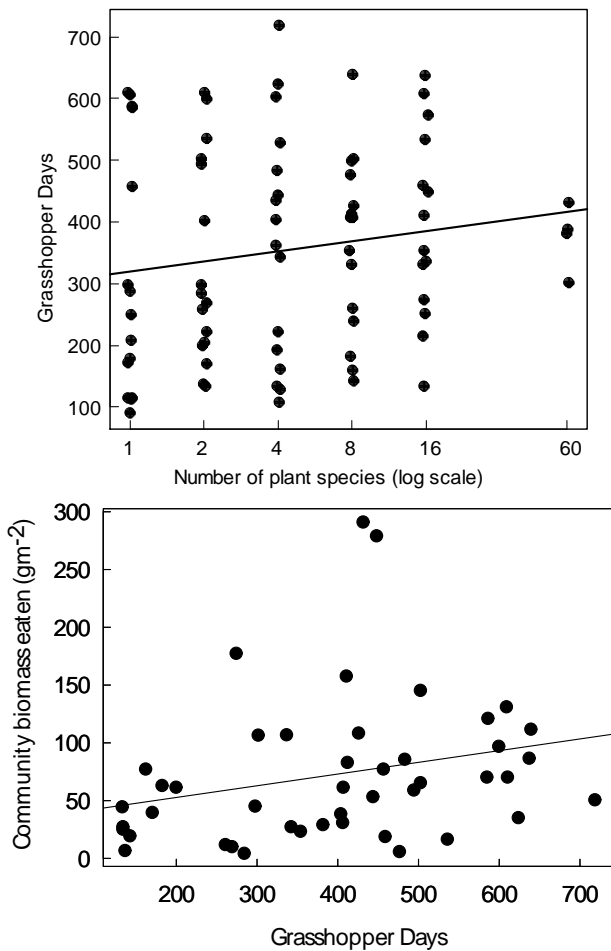 700
600
500
400
300
200
100
Grasshopper Days
1 2 4 8 16 60
Number of plant species (log scale)
300
250
200
150
100
50
0
Community biomass eaten (gm-2)
200 300 400 500 600 700
Grasshopper Days